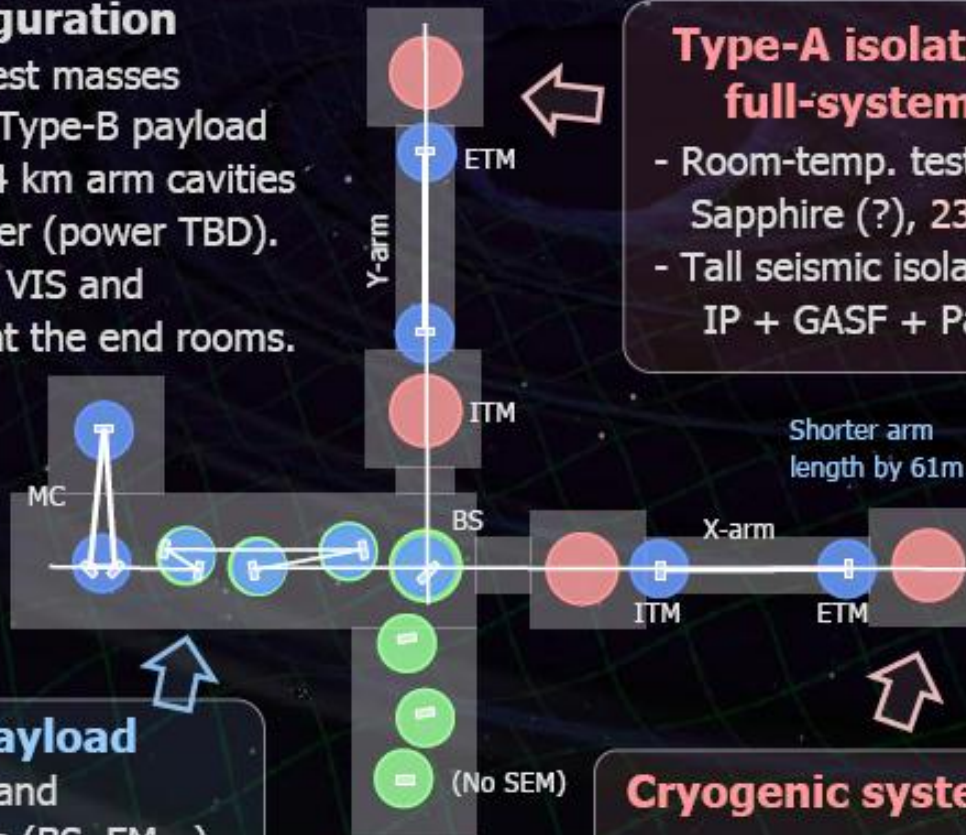 guration
est masses
Type-B payload
4 km arm cavities
er (power TBD).
VIS and
at the end rooms.
Type-A isolat
full-system
- Room-temp. test
Sapphire (?), 23
- Tall seismic isola
IP + GASF + Pa
ETM
Y-arm
ITM
Shorter arm
length by 61m
MC
BS
X-arm
ITM
ETM
ayload
and
(No SEM)
Cryogenic syste